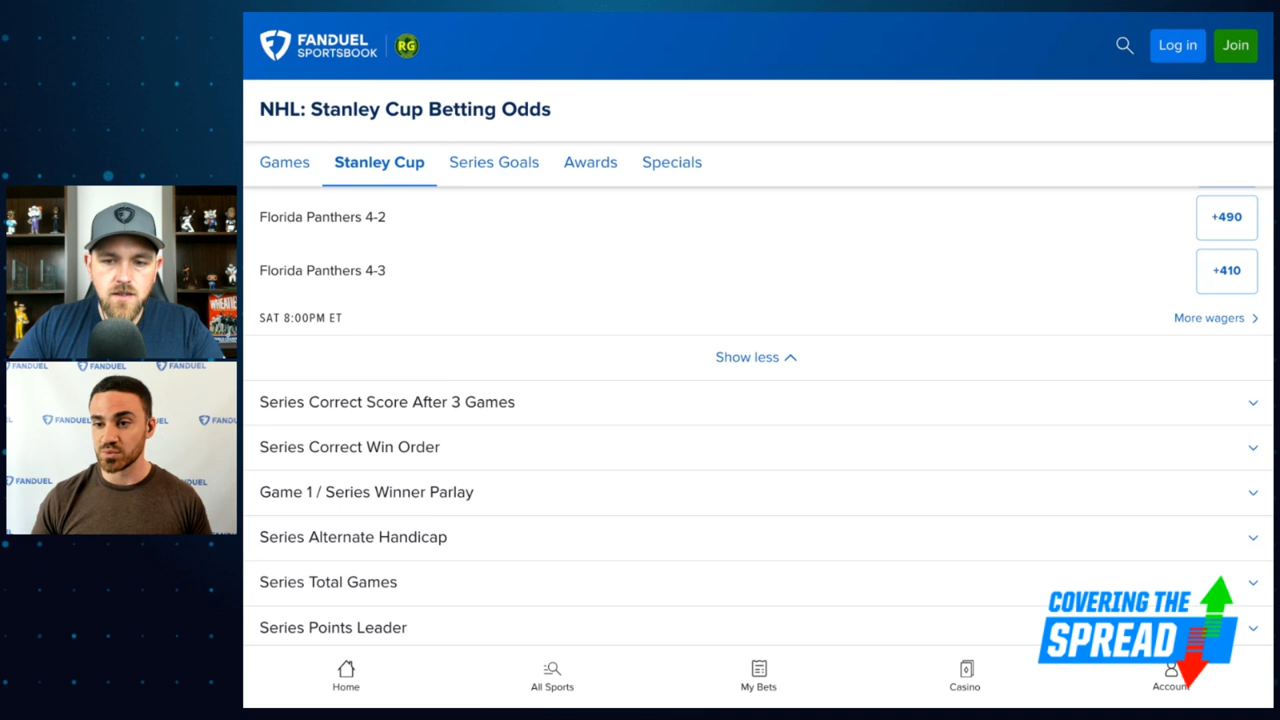 FANDUEL
SPORTSBOOK
RG
Log in
Join
NHL: Stanley Cup Betting Odds
Games
Stanley Cup
Series Goals
Awards
Specials
Florida Panthers 4-2
+490
Florida Panthers 4-3
+410
SAT 8:00PM ET
More wagers
Show less
Series Correct Score After 3 Games
Series Correct Win Order
Game 1 / Series Winner Parlay
Series Alternate Handicap
Series Total Games
Series Points Leader
Home
All Sports
My Bets
Casino
Account
COVERING THE
SPREAD
WHEATIES
FANDUEL
FANDUEL
FANDUEL
FANDUEL
FANDUEL